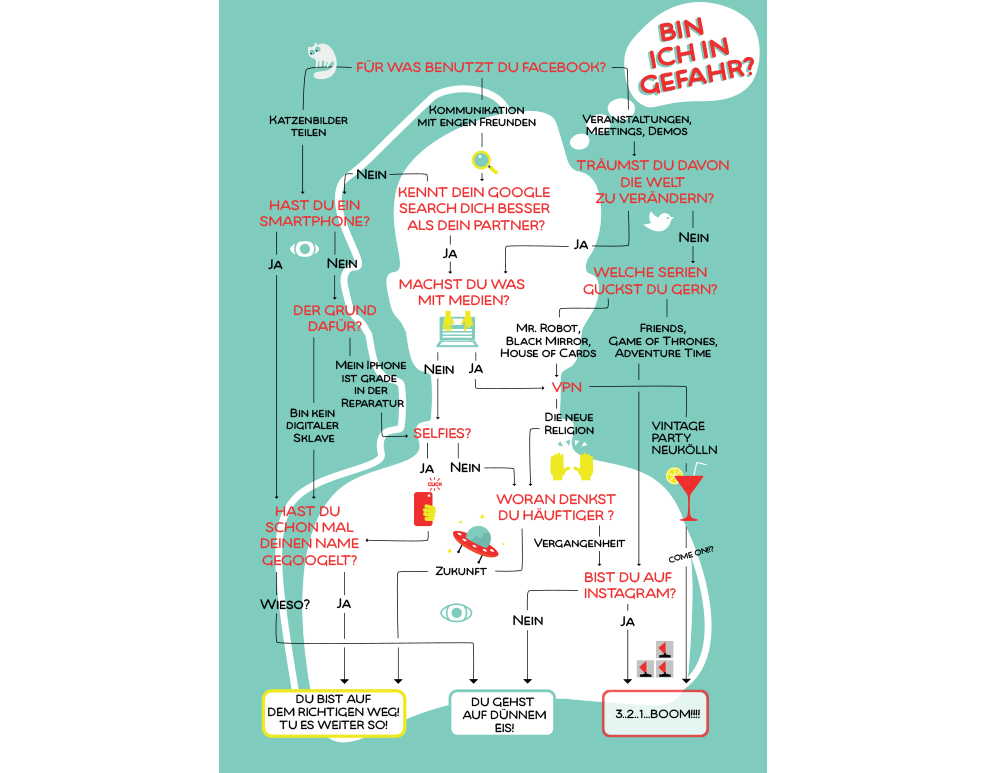 BIN
ICH IN
GEFAHR?
FÜR WAS BENUTZT DU FACEBOOK?
KATZENBILDER
TEILEN
KOMMUNIKATION
MIT ENGEN FREUNDEN
VERANSTALTUNGEN,
MEETINGS, DEMOS
NEIN
KENNT DEIN GOOGLE
SEARCH DICH BESSER
ALS DEIN PARTNER?
TRÄUMST DU DAVON
DIE WELT
ZU VERÄNDERN?
HAST DU EIN
SMARTPHONE?
JA
NEIN
JA
JA
NEIN
DER GRUND
DAFÜR?
MACHST DU WAS
MIT MEDIEN?
WELCHE SERIEN
GUCKST DU GERN?
MR. ROBOT,
BLACK MIRROR,
HOUSE OF CARDS
FRIENDS,
GAME OF THRONES,
ADVENTURE TIME
MEIN IPHONE
IST GRADE
IN DER
REPARATUR
NEIN
JA
VPN
BIN KEIN
DIGITALER
SKLAVE
SELFIES?
DIE NEUE
RELIGION
VINTAGE
PARTY
NEUKÖLLN
JA
NEIN
CLICK
HAST DU
SCHON MAL
DEINEN NAME
GEGOOGELT?
WORAN DENKST
DU HÄUFTIGER ?
ZUKUNFT
VERGANGENHEIT
COME ON!!?
BIST DU AUF
INSTAGRAM?
WIESO?
JA
NEIN
JA
DU BIST AUF
DEM RICHTIGEN WEG!
TU ES WEITER SO!
DU GEHST
AUF DÜNNEM
EIS!
3..2..1...BOOM!!!!